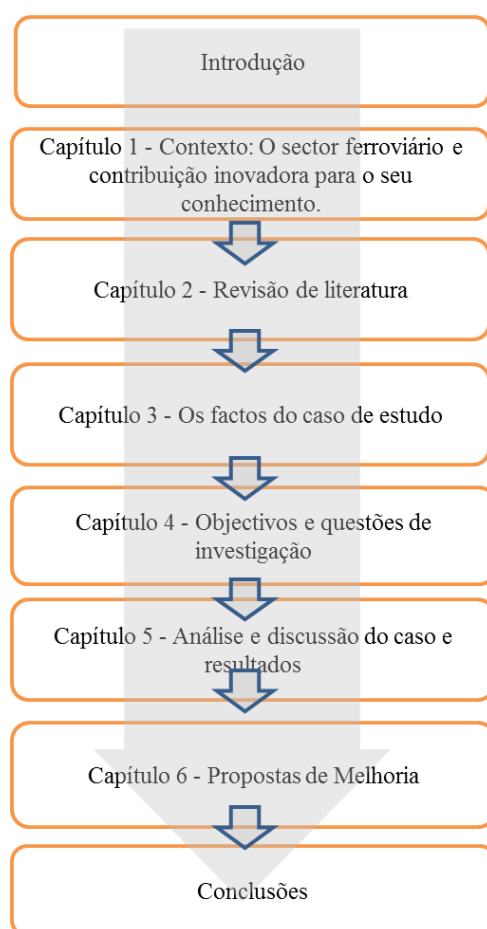 Introdução
Capítulo 1 - Contexto: O sector ferroviário e
contribuição inovadora para o seu
conhecimento.
Capítulo 2 - Revisão de literatura
Capítulo 3 - Os factos do caso de estudo
Capítulo 4 - Objectivos e questões de
investigação
Capítulo 5 - Análise e discussão do caso e
resultados
Capítulo 6 - Propostas de Melhoria
Conclusões